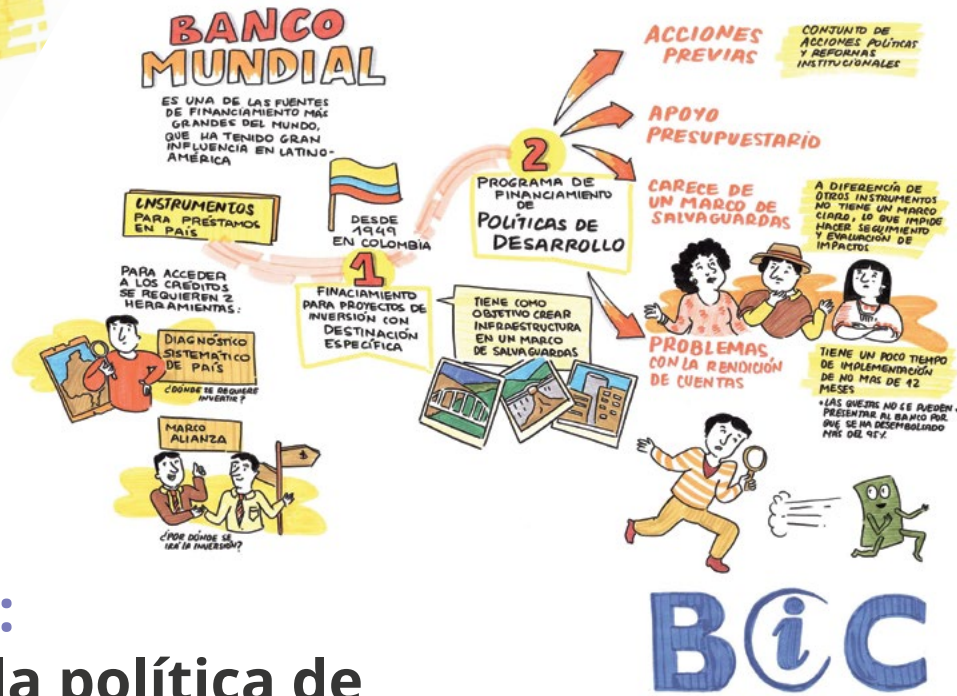 BANCO
MUNDIAL
ES UNA DE LAS FUENTES
DE FINANCIAMIENTO MÁS
GRANDES DEL MUNDO,
QUE HA TENIDO GRAN
INFLUENCIA EN LATINO-
AMÉRICA
INSTRUMENTOS
PARA PRÉSTAMOS
EN PAÍS
DESDE
1949
EN COLOMBIA
PARA ACCEDER
A LOS CRÉDITOS
SE REQUIEREN 2
HERRAMIENTAS:
DIAGNÓSTICO
SISTEMÁTICO
DE PAÍS
¿DÓNDE SE REQUIERE
INVERTIR?
MARCO
ALIANZA
$
¿POR DÓNDE SE
IRÁ LA INVERSIÓN?
1
FINACIAMIENTO
PARA PROYECTOS DE
INVERSIÓN CON
DESTINACIÓN
ESPECÍFICA
TIENE COMO
OBJETIVO CREAR
INFRAESTRUCTURA
EN UN MARCO
DE SALVAGUARDAS
2
PROGRAMA DE
FINANCIAMIENTO
DE
POLÍTICAS DE
DESARROLLO
ACCIONES
PREVIAS
CONJUNTO DE
ACCIONES POLÍTICAS
Y REFORNAS
INSTITUCIONALES
APOYO
PRESUPUESTARIO
CARECE DE
UN MARCO DE
SALVAGUARDAS
A DIFERENCIA DE
OTROS INSTRUMENTOS
NO TIENE UN MARCO
CLARO, LO QUE IMPIDE
HACER SEGUIMIENTO
Y EVALUACIÓN DE
IMPACTOS
PROBLEMAS
CON LA RENDICIÓN
DE CUENTAS
TIENE UN POCO TIEMPO
DE IMPLEMENTACIÓN
DE NO MAS DE 12
MESES
•LAS QUEJAS NO SE PUEDEN
PRESENTAR AL BANCO POR
QUE SE HA DESEMBOLSADO
MÁS DEL 95%
BiC
:
la política de